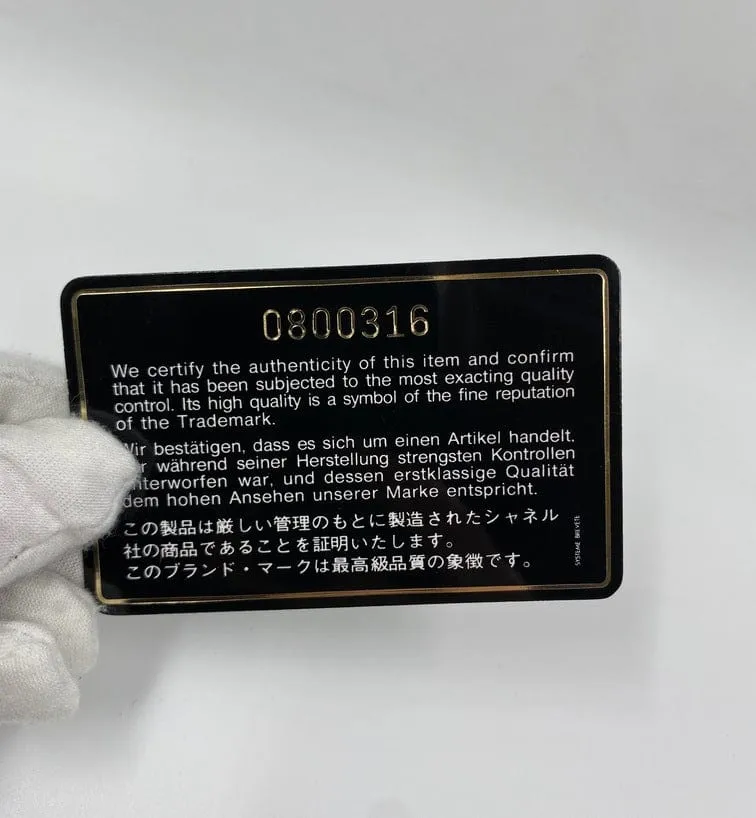 0800316
We certify the authenticity of this item and confirm
that it has been subjected to the most exacting quality
control. Its high quality is a symbol of the fine reputation
of the Trademark.
Wir bestätigen, dass es sich um einen Artikel handelt,
während seiner Herstellung strengsten Kontrollen
unterworfen war, und dessen erstklassige Qualität
dem hohen Ansehen unserer Marke entspricht.
この製品は厳しい管理のもとに製造されたシャネル
社の商品であることを証明いたします。
このブランド・マークは最高級品質の象徴です。